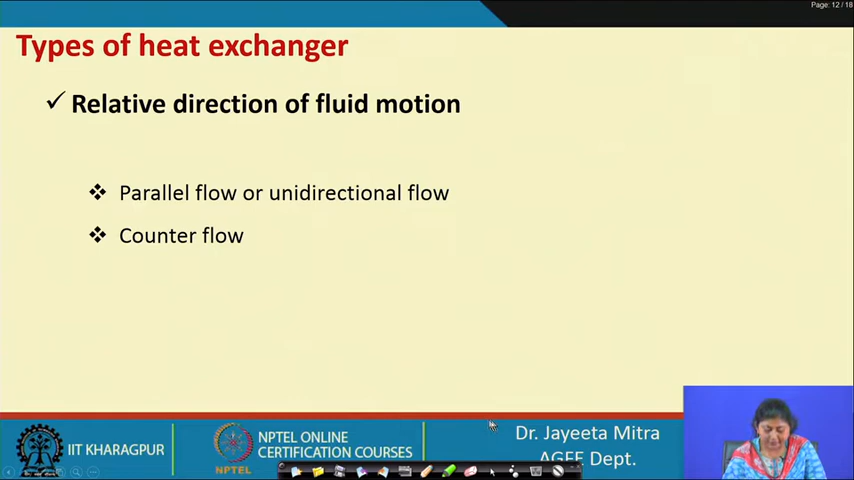 Page: 12 / 18
Types of heat exchanger
✓ Relative direction of fluid motion
❖ Parallel flow or unidirectional flow
❖ Counter flow
IIT KHARAGPUR
NPTEL
NPTEL ONLINE
CERTIFICATION COURSES
Dr. Jayeeta Mitra
AGFE Dept.